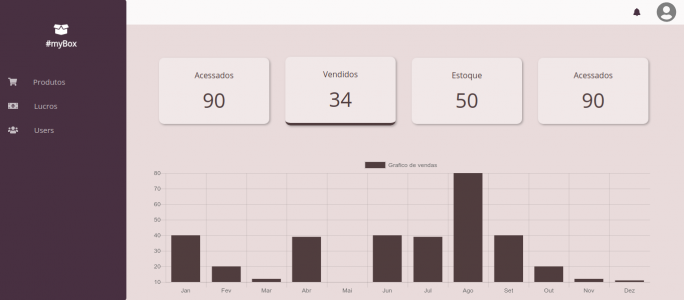 #myBox
Produtos
Lucros
Users
Acessados
90
Vendidos
34
Estoque
50
Acessados
90
Grafico de vendas
80
70
60
50
40
30
20
10
Jan Fev Mar Abr Mai Jun Jul Ago Set Out Nov Dez